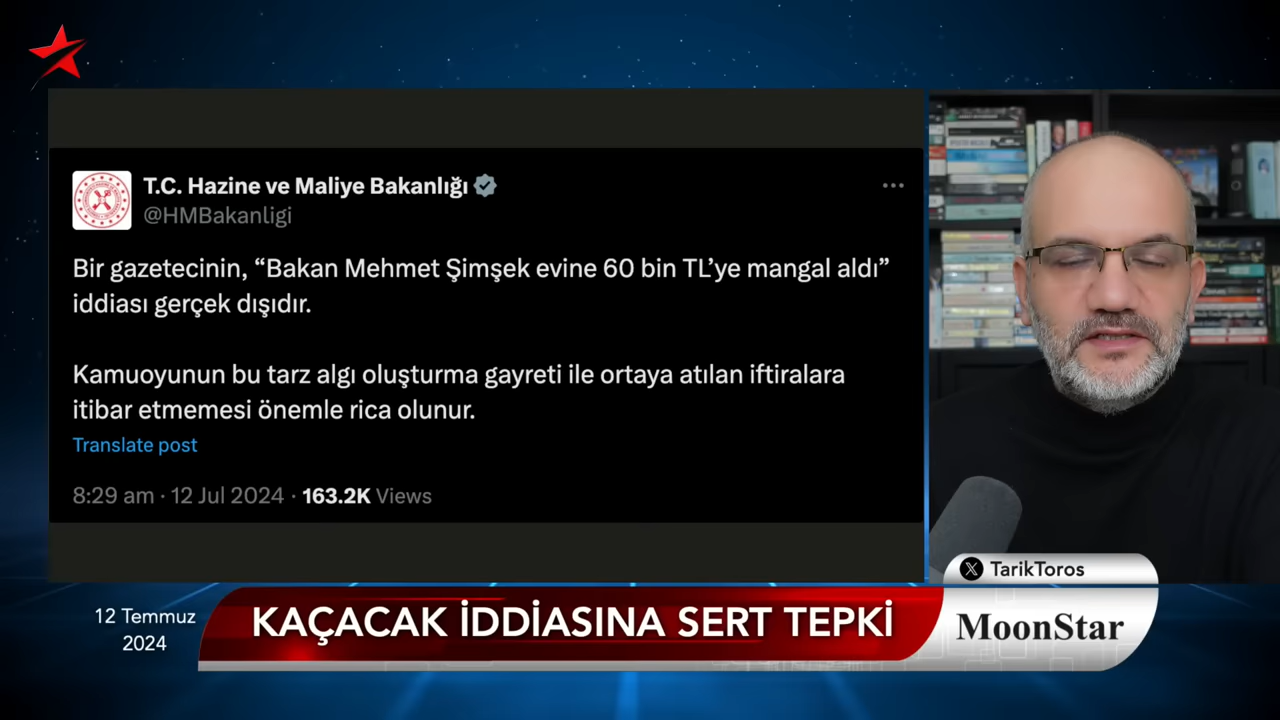 T.C. Hazine ve Maliye Bakanlığı
@HMBakanligi
Bir gazetecinin, “Bakan Mehmet Şimşek evine 60 bin TL’ye mangal aldı”
iddiası gerçek dışıdır.
Kamuoyunun bu tarz algı oluşturma gayreti ile ortaya atılan iftiralara
itibar etmemesi önemle rica olunur.
Translate post
8:29 am · 12 Jul 2024 · 163.2K Views
X TarikToros
12 Temmuz
2024
KAÇACAK İDDİASINA SERT TEPKİ
MoonStar